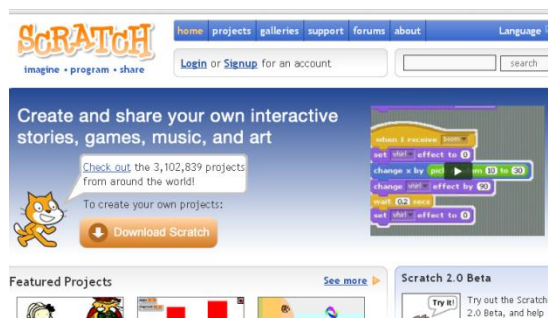 SCRATCH
imagine • program • share
home projects galleries support forums about Language
Login or Signup for an account
search
Create and share your own interactive
stories, games, music, and art
Check out the 3,102,839 projects
from around the world!
To create your own projects:
Download Scratch
when I receive
set whirl effect to 0
change x by 10 to 30
change whirl effect by 90
wait 0.2 secs
set whirl effect to 0
Featured Projects
See more
Scratch 2.0 Beta
Try it!
Try out the Scratch
2.0 Beta, and help